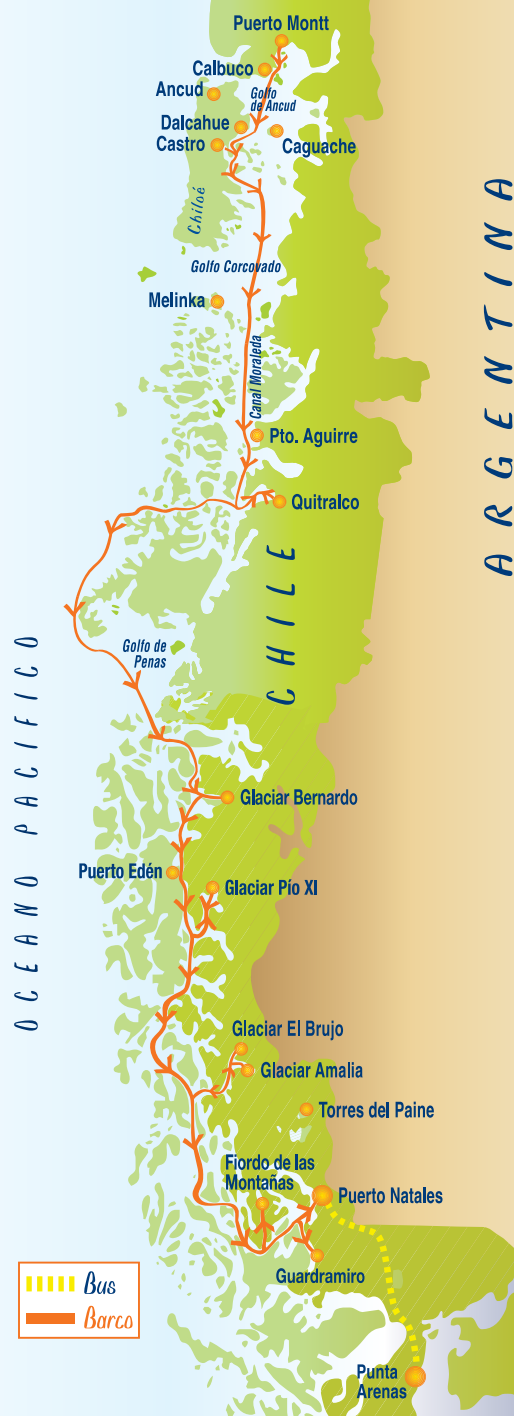 Puerto Montt
Calbuco
Ancud
Golfo
de Ancud
Dalcahue
Castro
Caguache
Chiloé
ARGENTINA
Golfo Corcovado
Melinka
Canal Moraleda
Pto. Aguirre
Quitralco
CHILE
Golfo de
Penas
OCEANO PACIFICO
Glaciar Bernardo
Puerto Edén
Glaciar Pío XI
Glaciar El Brujo
Glaciar Amalia
Torres del Paine
Fiordo de las
Montañas
Puerto Natales
Guardramiro
Bus
Barco
Punta
Arenas